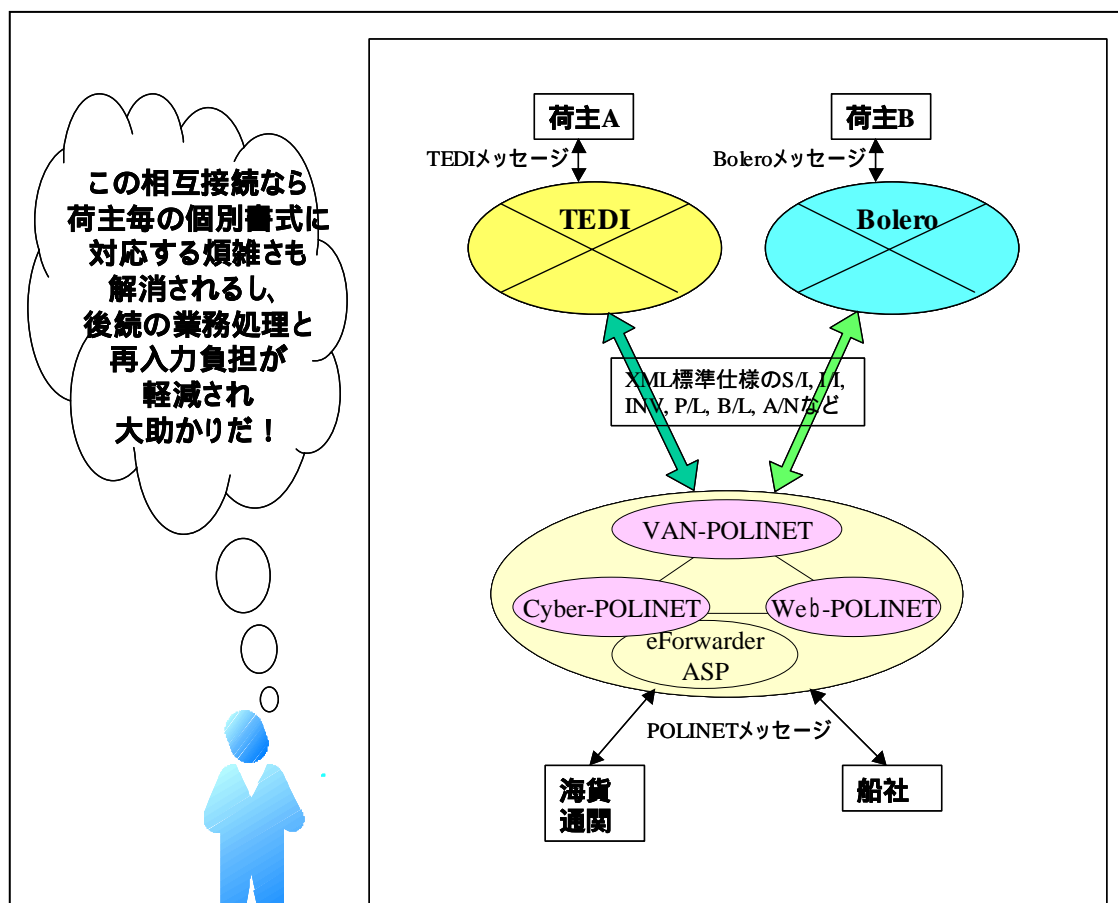 この相互接続なら
荷主毎の個別書式に
対応する煩雑さも
解消されるし、
後続の業務処理と
再入力負担が
軽減され
大助かりだ！
荷主A
荷主B
TEDIメッセージ
Boleroメッセージ
TEDI
Bolero
XML標準仕様のS/I, I/I,
INV, P/L, B/L, A/Nなど
VAN-POLINET
Cyber-POLINET
Web-POLINET
eForwarder
ASP
POLINETメッセージ
海貨
通関
船社